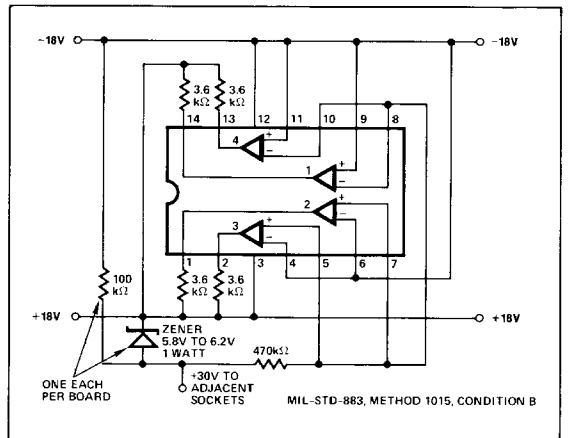 -18V
-18V
3.6
kΩ
3.6
kΩ
14
13
12
11
10
9
8
4
+
-
1
+
-
2
+
-
3
+
-
1
2
3
4
5
6
7
100
kΩ
3.6
kΩ
3.6
kΩ
+18V
+18V
ZENER
5.8V TO 6.2V
1 WATT
470kΩ
ONE EACH
PER BOARD
+30V TO
ADJACENT
SOCKETS
MIL-STD-883, METHOD 1015, CONDITION B